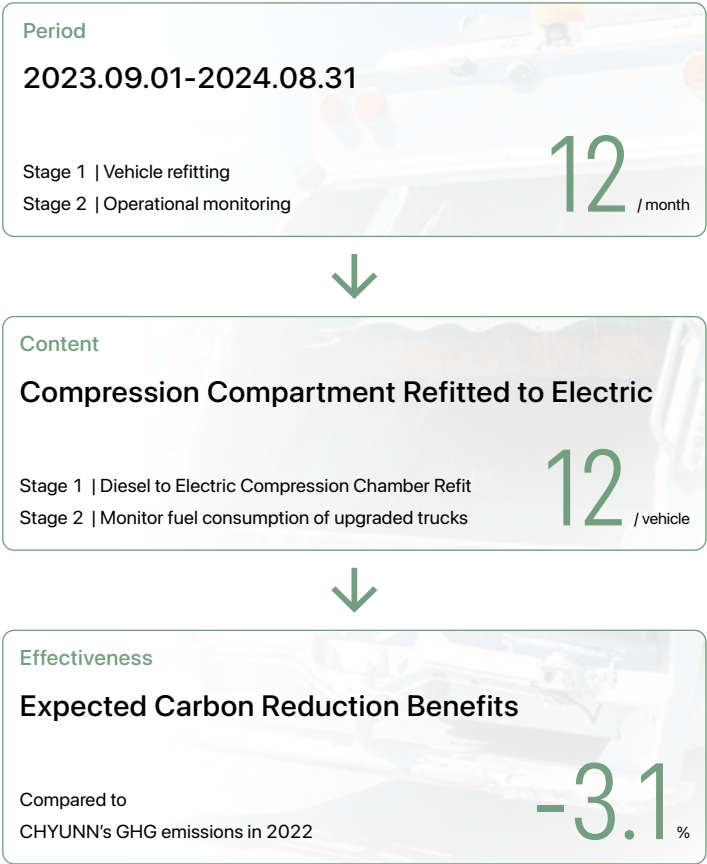 Period
2023.09.01-2024.08.31
Stage 1 | Vehicle refitting
Stage 2 | Operational monitoring
12 / month
Content
Compression Compartment Refitted to Electric
Stage 1 | Diesel to Electric Compression Chamber Refit
Stage 2 | Monitor fuel consumption of upgraded trucks
12 / vehicle
Effectiveness
Expected Carbon Reduction Benefits
Compared to
CHYUNN's GHG emissions in 2022
-3.1 %